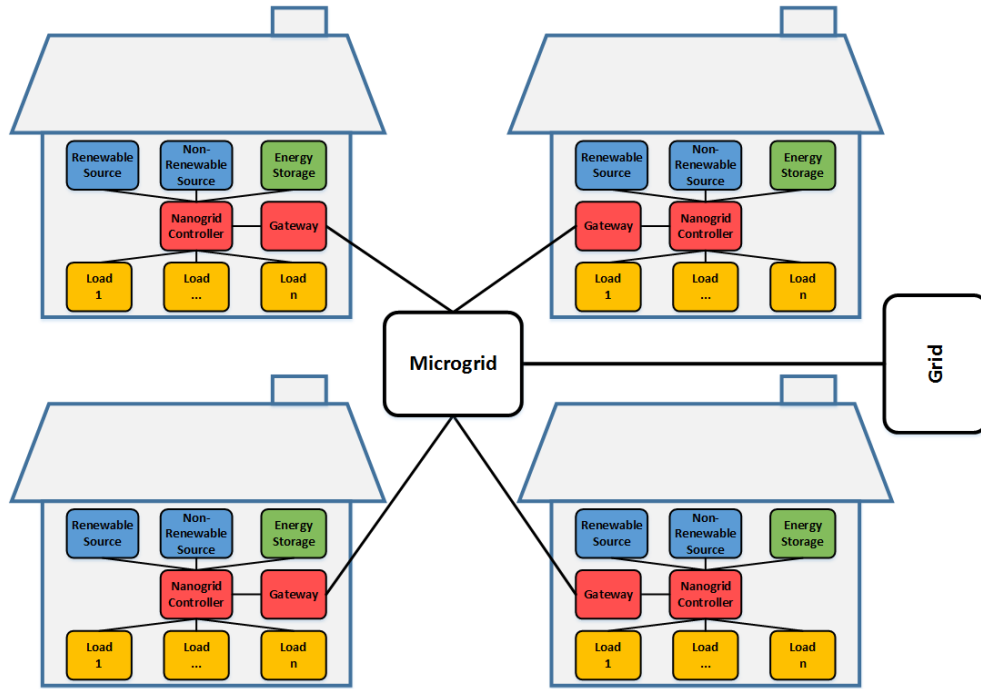 Renewable
Source
Non-
Renewable
Source
Energy
Storage
Nanogrid
Controller
Gateway
Load
1
Load
...
Load
n
Renewable
Source
Non-
Renewable
Source
Energy
Storage
Gateway
Nanogrid
Controller
Load
1
Load
...
Load
n
Microgrid
Grid
Renewable
Source
Non-
Renewable
Source
Energy
Storage
Nanogrid
Controller
Gateway
Load
1
Load
...
Load
n
Renewable
Source
Non-
Renewable
Source
Energy
Storage
Gateway
Nanogrid
Controller
Load
1
Load
...
Load
n